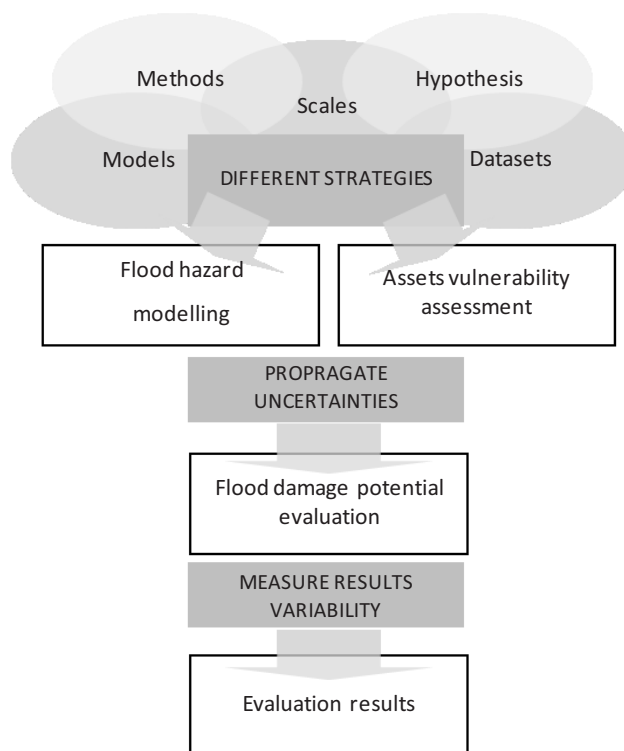 Methods
Hypothesis
Scales
Models
Datasets
DIFFERENT STRATEGIES
Flood hazard
modelling
Assets vulnerability
assessment
PROPRAGATE
UNCERTAINTIES
Flood damage potential
evaluation
MEASURE RESULTS
VARIABILITY
Evaluation results